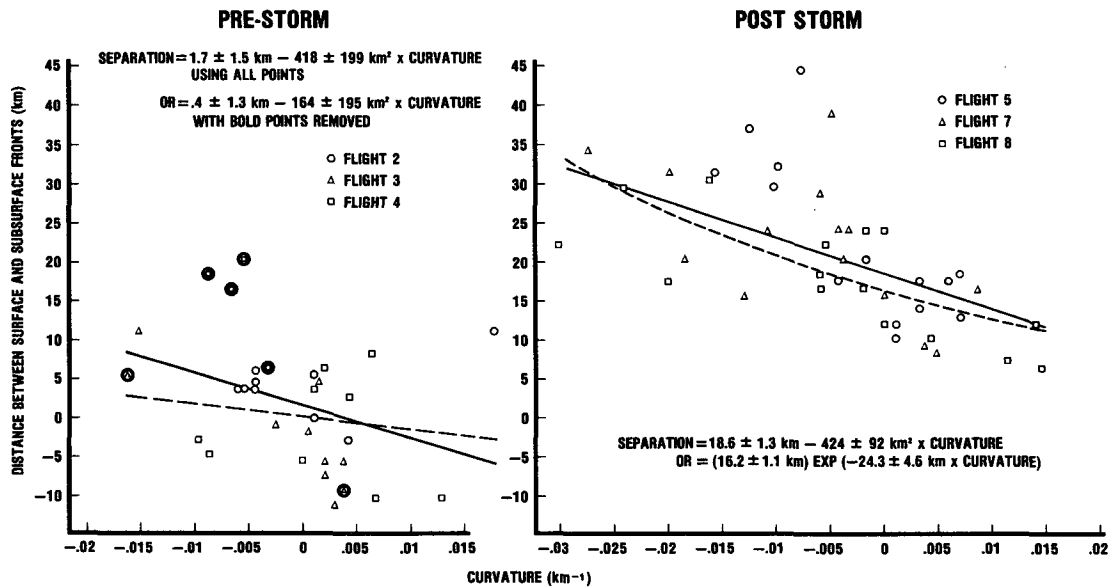 PRE-STORM
SEPARATION=1.7 ± 1.5 km − 418 ± 199 km² x CURVATURE
USING ALL POINTS
OR=.4 ± 1.3 km − 164 ± 195 km² x CURVATURE
WITH BOLD POINTS REMOVED
FLIGHT 2
FLIGHT 3
FLIGHT 4
DISTANCE BETWEEN SURFACE AND SUBSURFACE FRONTS (km)
45
40
35
30
25
20
15
10
5
0
−5
−10
−.02 −.015 −.01 −.005 0 .005 .01 .015
POST STORM
FLIGHT 5
FLIGHT 7
FLIGHT 8
SEPARATION=18.6 ± 1.3 km − 424 ± 92 km² x CURVATURE
OR = (16.2 ± 1.1 km) EXP (−24.3 ± 4.6 km x CURVATURE)
45
40
35
30
25
20
15
10
5
0
−5
−10
−.03 −.025 −.02 −.015 −.01 −.005 0 .005 .01 .015 .02
CURVATURE (km⁻¹)